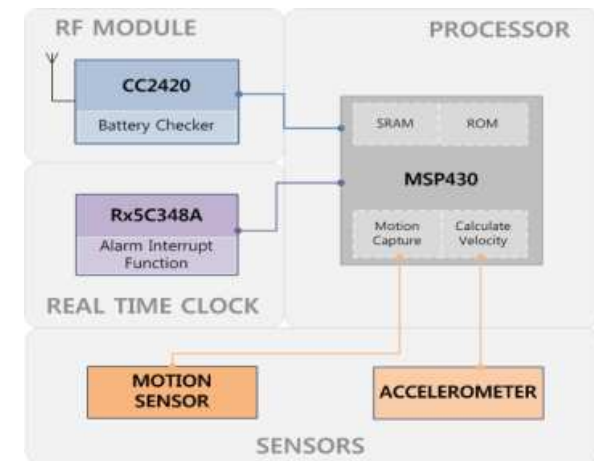 RF MODULE
PROCESSOR
CC2420
Battery Checker
SRAM
ROM
MSP430
Rx5C348A
Alarm Interrupt
Function
Motion
Capture
Calculate
Velocity
REAL TIME CLOCK
MOTION
SENSOR
ACCELEROMETER
SENSORS